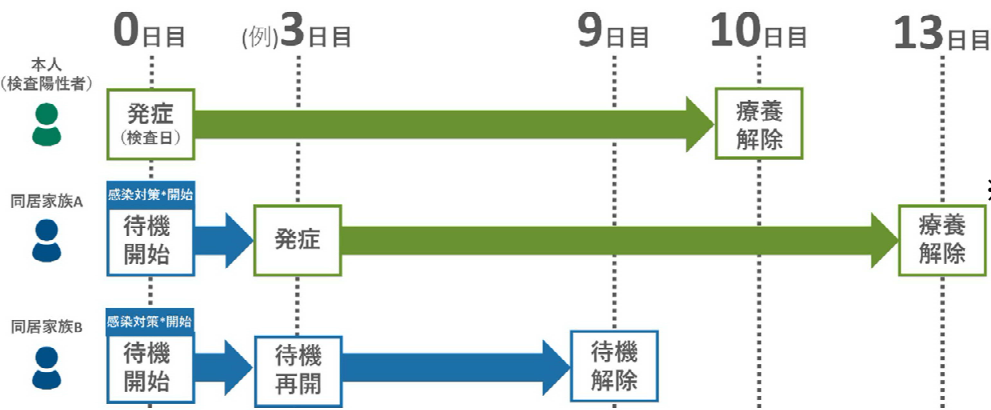 0日目
(例)3日目
9日目
10日目
13日目
本人
(検査陽性者)
発症
(検査日)
療養
解除
同居家族A
感染対策*開始
待機
開始
発症
療養
解除
※
同居家族B
感染対策*開始
待機
開始
待機
再開
待機
解除